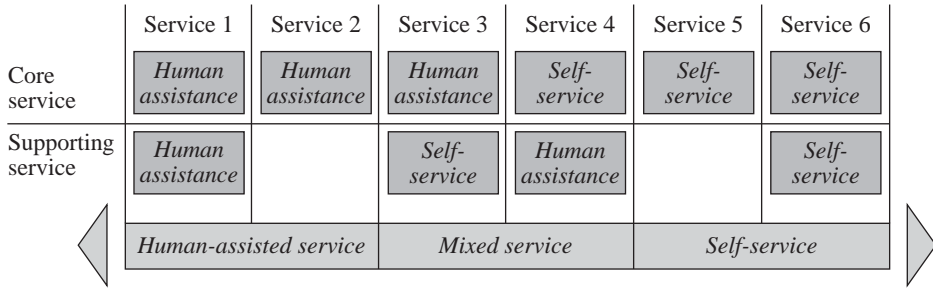 Service 1 Service 2 Service 3 Service 4 Service 5 Service 6
Core
service
Human
assistance
Human
assistance
Human
assistance
Self-
service
Self-
service
Self-
service
Supporting
service
Human
assistance
Self-
service
Human
assistance
Self-
service
Human-assisted service Mixed service Self-service